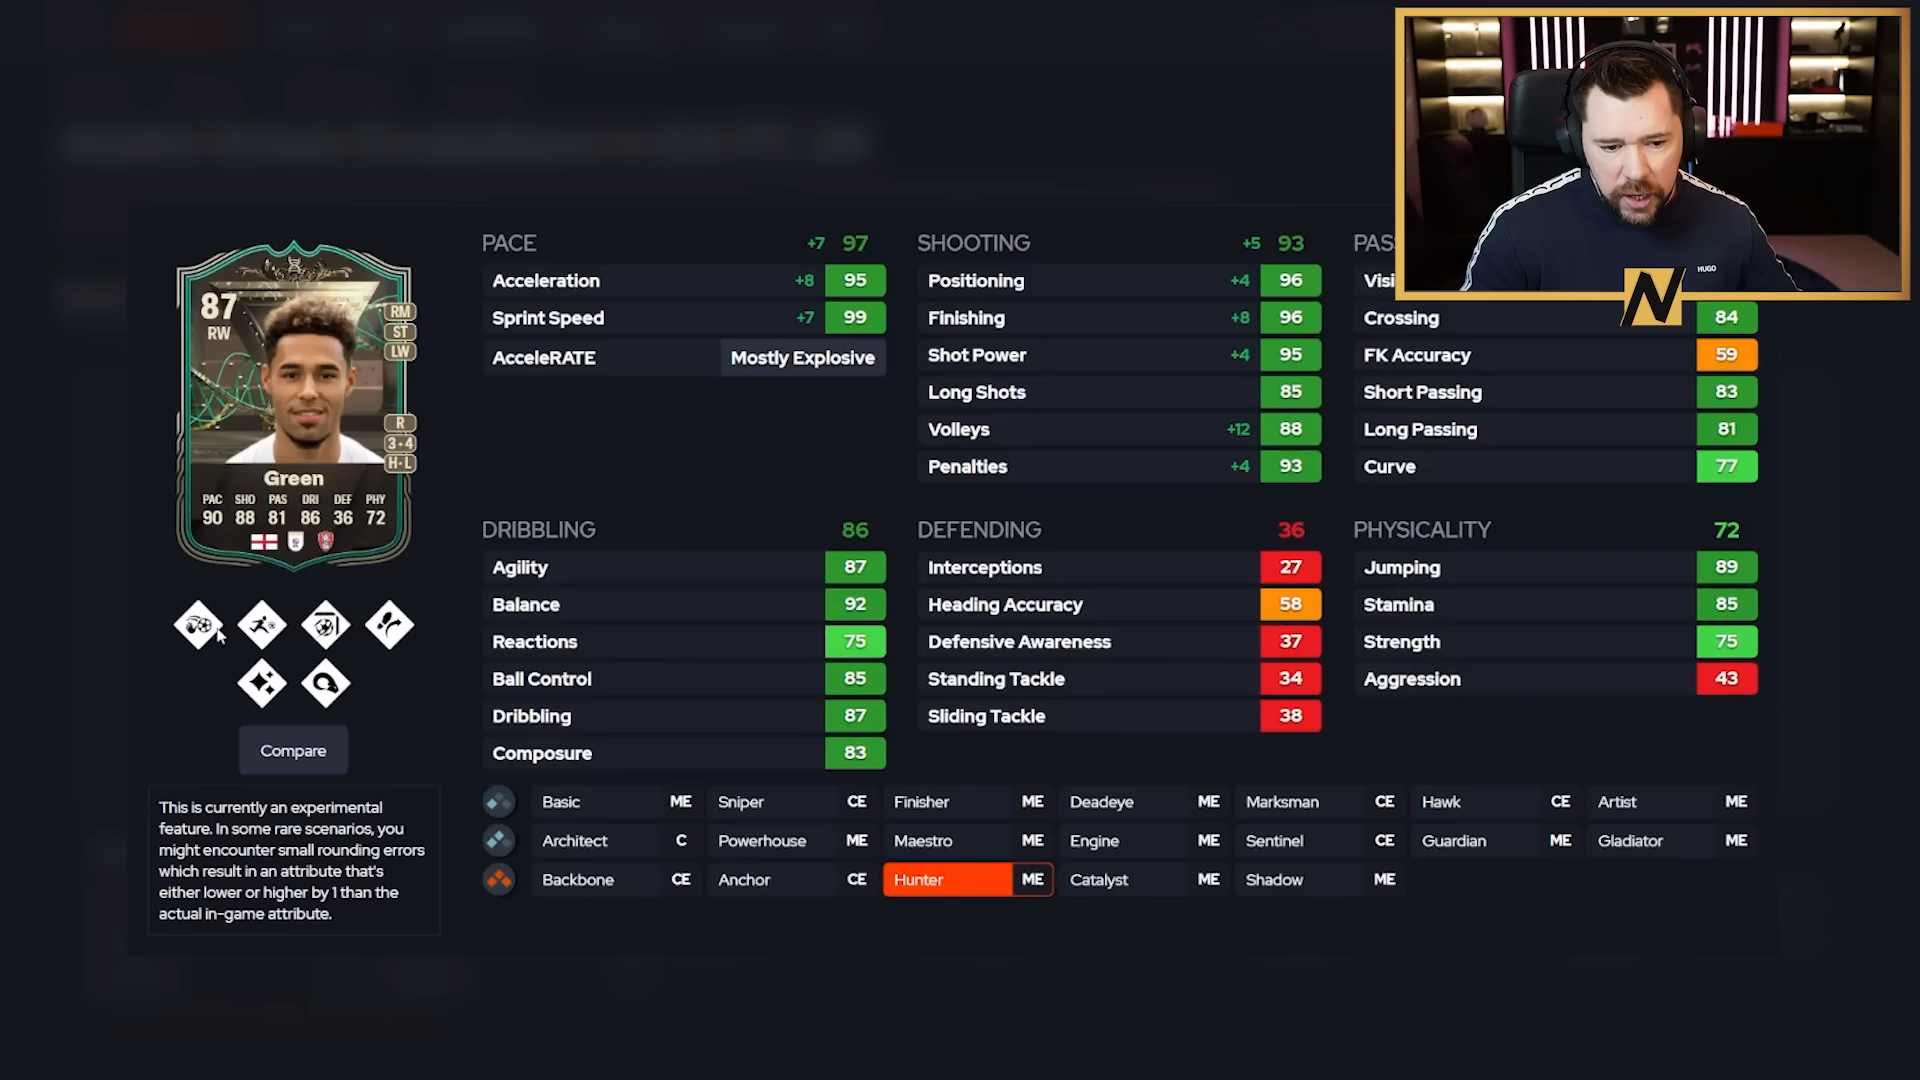 87
RW
RM
ST
LW
R
3-4
H-L
Green
PAC SHO PAS DRI DEF PHY
90 88 81 86 36 72
Compare
This is currently an experimental
feature. In some rare scenarios, you
might encounter small rounding errors
which result in an attribute that's
either lower or higher by 1 than the
actual in-game attribute.
PACE +7 97
Acceleration +8 95
Sprint Speed +7 99
AcceleRATE Mostly Explosive
SHOOTING +5 93
Positioning +4 96
Finishing +8 96
Shot Power +4 95
Long Shots 85
Volleys +12 88
Penalties +4 93
PAS
Visi
Crossing 84
FK Accuracy 59
Short Passing 83
Long Passing 81
Curve 77
DRIBBLING 86
Agility 87
Balance 92
Reactions 75
Ball Control 85
Dribbling 87
Composure 83
DEFENDING 36
Interceptions 27
Heading Accuracy 58
Defensive Awareness 37
Standing Tackle 34
Sliding Tackle 38
PHYSICALITY 72
Jumping 89
Stamina 85
Strength 75
Aggression 43
Basic ME Sniper CE Finisher ME Deadeye ME Marksman CE Hawk CE Artist ME
Architect C Powerhouse ME Maestro ME Engine ME Sentinel CE Guardian ME Gladiator ME
Backbone CE Anchor CE Hunter ME Catalyst ME Shadow ME
HUGO
N